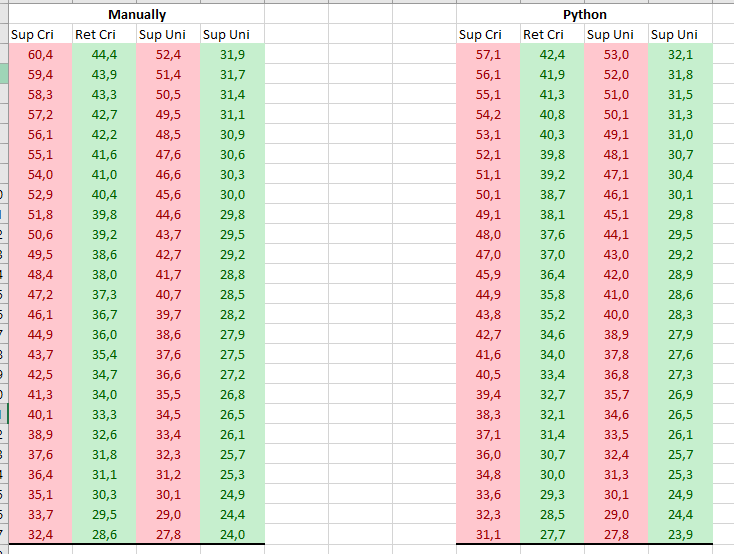 Manually Python
Sup Cri Ret Cri Sup Uni Sup Uni Sup Cri Ret Cri Sup Uni Sup Uni
60,4 44,4 52,4 31,9 57,1 42,4 53,0 32,1
59,4 43,9 51,4 31,7 56,1 41,9 52,0 31,8
58,3 43,3 50,5 31,4 55,1 41,3 51,0 31,5
57,2 42,7 49,5 31,1 54,2 40,8 50,1 31,3
56,1 42,2 48,5 30,9 53,1 40,3 49,1 31,0
55,1 41,6 47,6 30,6 52,1 39,8 48,1 30,7
54,0 41,0 46,6 30,3 51,1 39,2 47,1 30,4
52,9 40,4 45,6 30,0 50,1 38,7 46,1 30,1
51,8 39,8 44,6 29,8 49,1 38,1 45,1 29,8
50,6 39,2 43,7 29,5 48,0 37,6 44,1 29,5
49,5 38,6 42,7 29,2 47,0 37,0 43,0 29,2
48,4 38,0 41,7 28,8 45,9 36,4 42,0 28,9
47,2 37,3 40,7 28,5 44,9 35,8 41,0 28,6
46,1 36,7 39,7 28,2 43,8 35,2 40,0 28,3
44,9 36,0 38,6 27,9 42,7 34,6 38,9 27,9
43,7 35,4 37,6 27,5 41,6 34,0 37,8 27,6
42,5 34,7 36,6 27,2 40,5 33,4 36,8 27,3
41,3 34,0 35,5 26,8 39,4 32,7 35,7 26,9
40,1 33,3 34,5 26,5 38,3 32,1 34,6 26,5
38,9 32,6 33,4 26,1 37,1 31,4 33,5 26,1
37,6 31,8 32,3 25,7 36,0 30,7 32,4 25,7
36,4 31,1 31,2 25,3 34,8 30,0 31,3 25,3
35,1 30,3 30,1 24,9 33,6 29,3 30,1 24,9
33,7 29,5 29,0 24,4 32,3 28,5 29,0 24,4
32,4 28,6 27,8 24,0 31,1 27,7 27,8 23,9